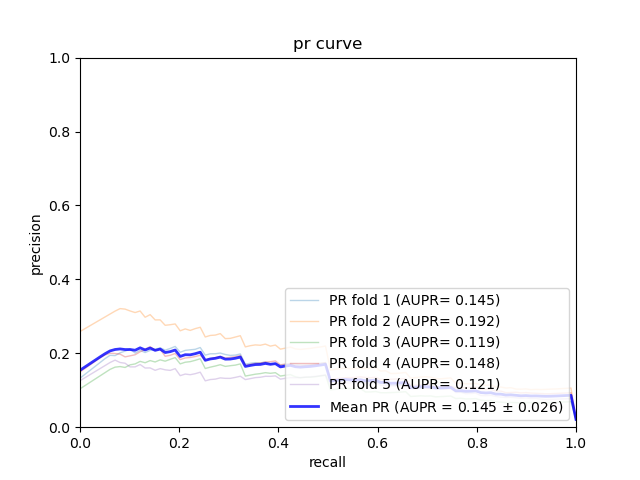 pr curve
1.0
0.8
0.6
0.4
0.2
0.0
precision
PR fold 1 (AUPR= 0.145)
PR fold 2 (AUPR= 0.192)
PR fold 3 (AUPR= 0.119)
PR fold 4 (AUPR= 0.148)
PR fold 5 (AUPR= 0.121)
Mean PR (AUPR = 0.145 ± 0.026)
0.0 0.2 0.4 0.6 0.8 1.0
recall